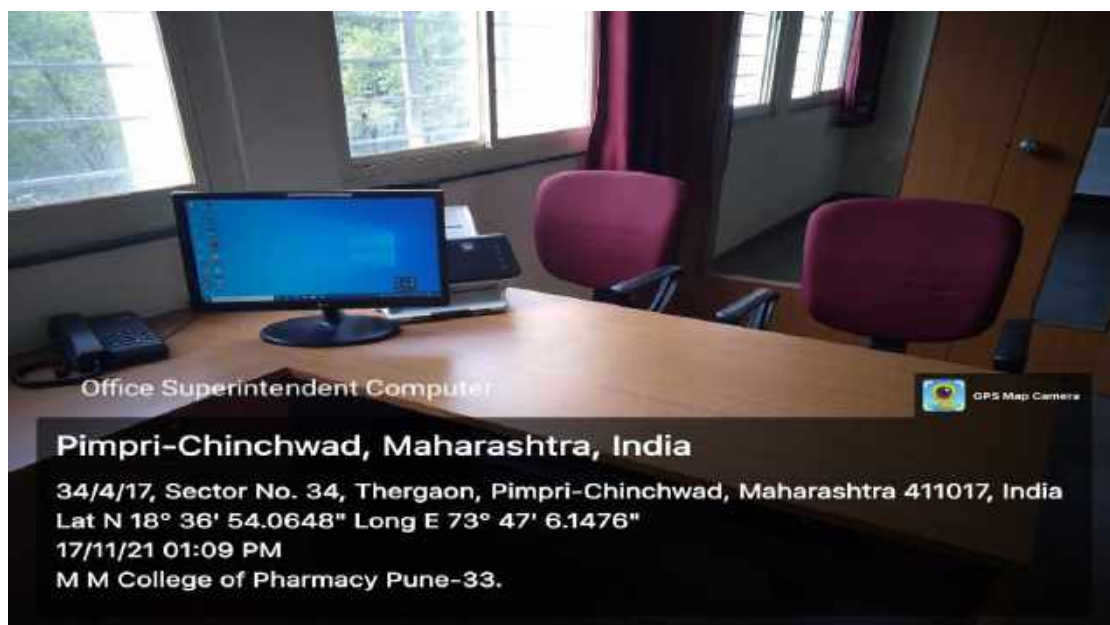 Office Superintendent Computer
GPS Map Camera
Pimpri-Chinchwad, Maharashtra, India
34/4/17, Sector No. 34, Thergaon, Pimpri-Chinchwad, Maharashtra 411017, India
Lat N 18° 36' 54.0648" Long E 73° 47' 6.1476"
17/11/21 01:09 PM
M M College of Pharmacy Pune-33.